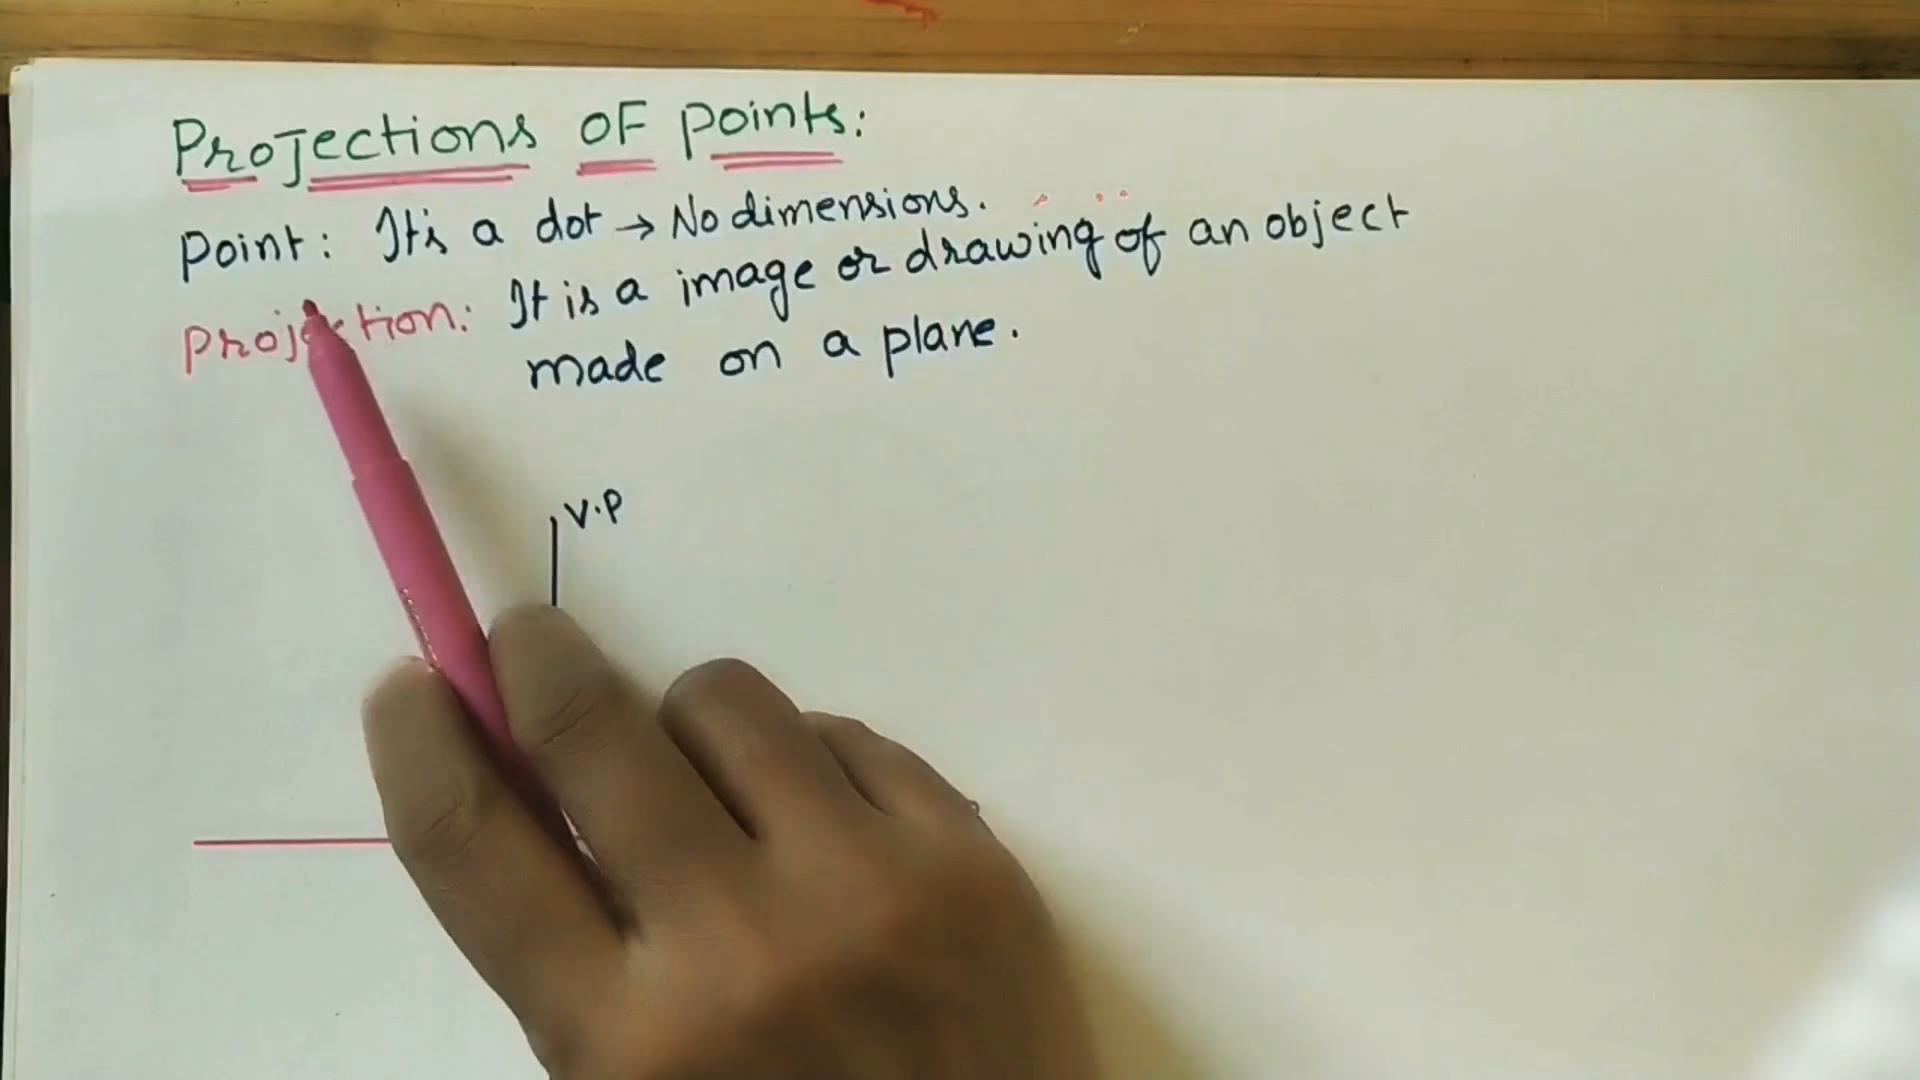 Projections OF points:
Point: It's a dot → No dimensions.
Projection: It is a image or drawing of an object
made on a plane.
V.P